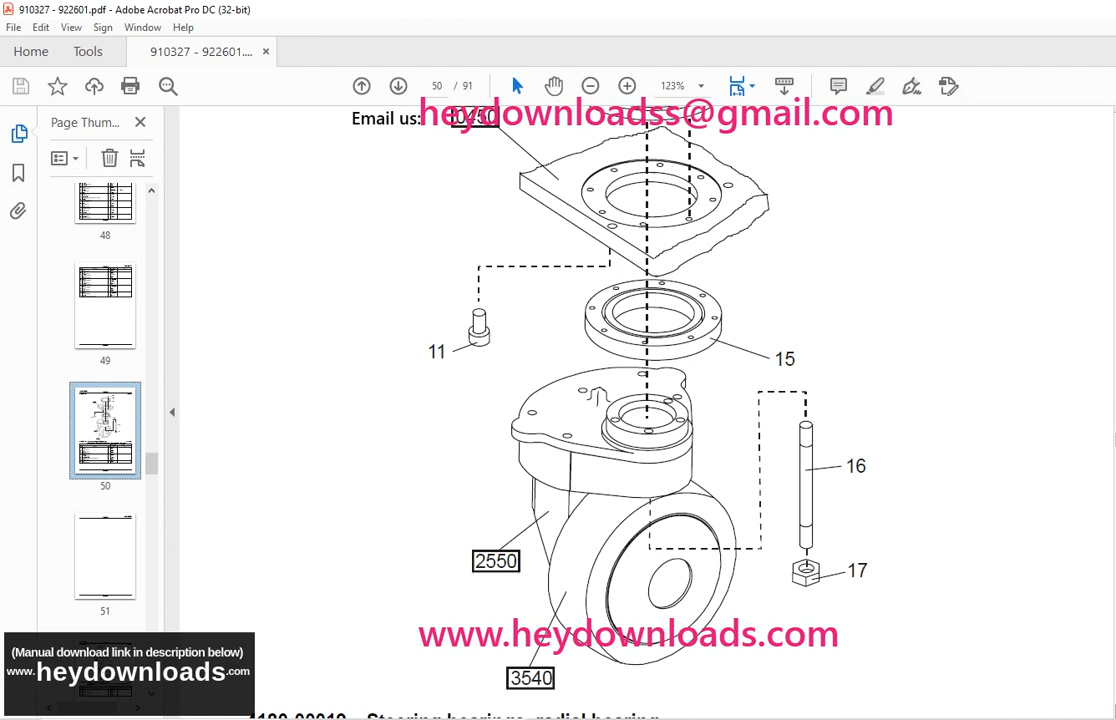 910327 - 922601.pdf - Adobe Acrobat Pro DC (32-bit)
File Edit View Sign Window Help
Home Tools 910327 - 922601.... ×
50 / 91 123%
Page Thum... ×
Email us: heydownloadss@gmail.com
48
49
50
51
11
15
16
17
2550
3540
www.heydownloads.com
(Manual download link in description below)
www.heydownloads.com
Steering bearings, radial bearing